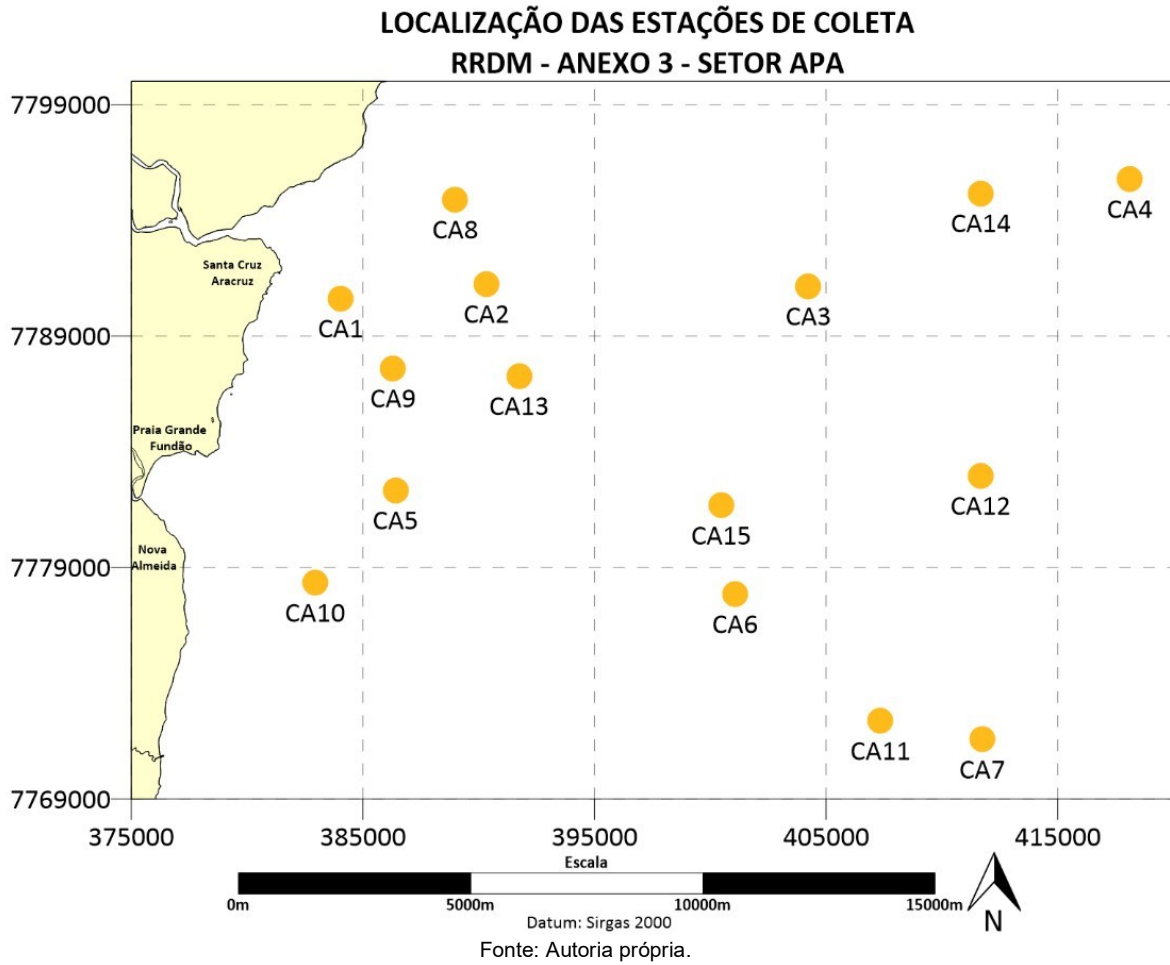 LOCALIZAÇÃO DAS ESTAÇÕES DE COLETA
RRDM - ANEXO 3 - SETOR APA
7799000
CA8
CA14
CA4
Santa Cruz
Aracruz
CA1
CA2
CA3
7789000
CA9
CA13
Praia Grande
Fundão
CA5
CA15
CA12
Nova
Almeida
7779000
CA10
CA6
CA11
CA7
7769000
375000 385000 395000 405000 415000
Escala
0m 5000m 10000m 15000m
Datum: Sirgas 2000
N
Fonte: Autoria própria.